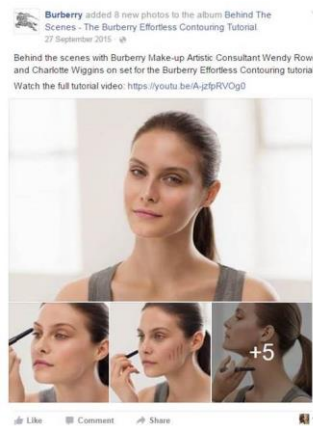 Burberry added 8 new photos to the album Behind The
Scenes - The Burberry Effortless Contouring Tutorial.
27 September 2015 ·
Behind the scenes with Burberry Make-up Artistic Consultant Wendy Row
and Charlotte Wiggins on set for the Burberry Effortless Contouring tutoria
Watch the full tutorial video: https://youtu.be/A-jzfpRVOg0
+5
Like Comment Share